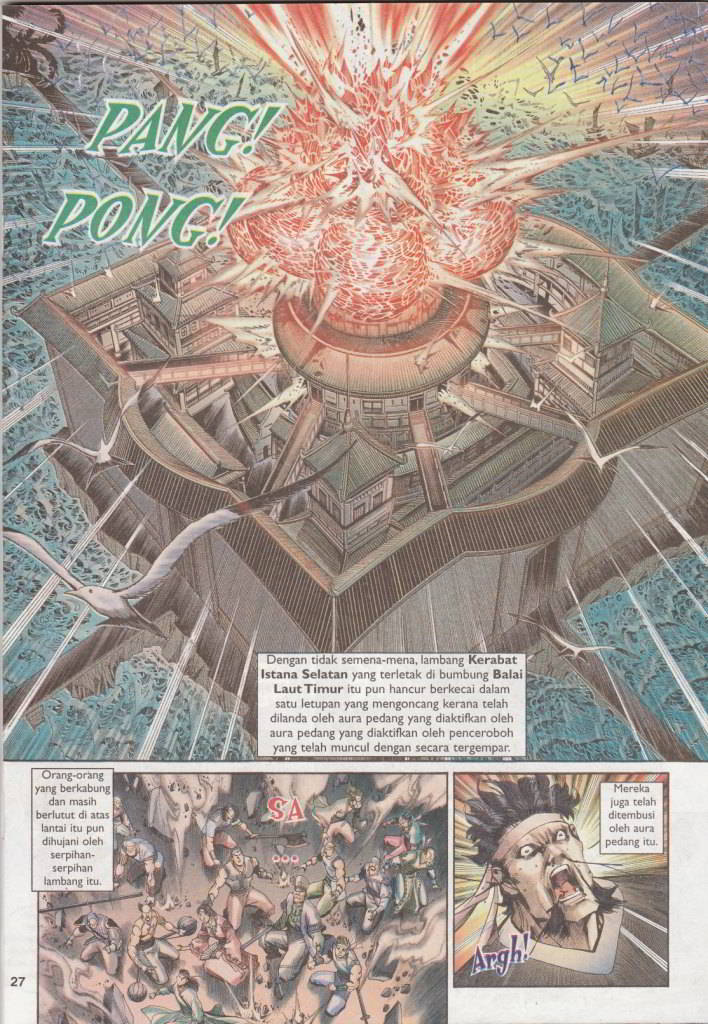 PANG!
PONG!
Dengan tidak semena-mena, lambang Kerabat
Istana Selatan yang terletak di bumbung Balai
Laut Timur itu pun hancur berkecai dalam
satu letupan yang mengoncang kerana telah
dilanda oleh aura pedang yang diaktifkan oleh
aura pedang yang diaktifkan oleh penceroboh
yang telah muncul dengan secara tergempar.
Orang-orang
yang berkabung
dan masih
berlutut di atas
lantai itu pun
dihujani oleh
serpihan-
serpihan
lambang itu.
SA
...
Mereka
juga telah
ditembusi
oleh aura
pedang itu.
Argh!
27